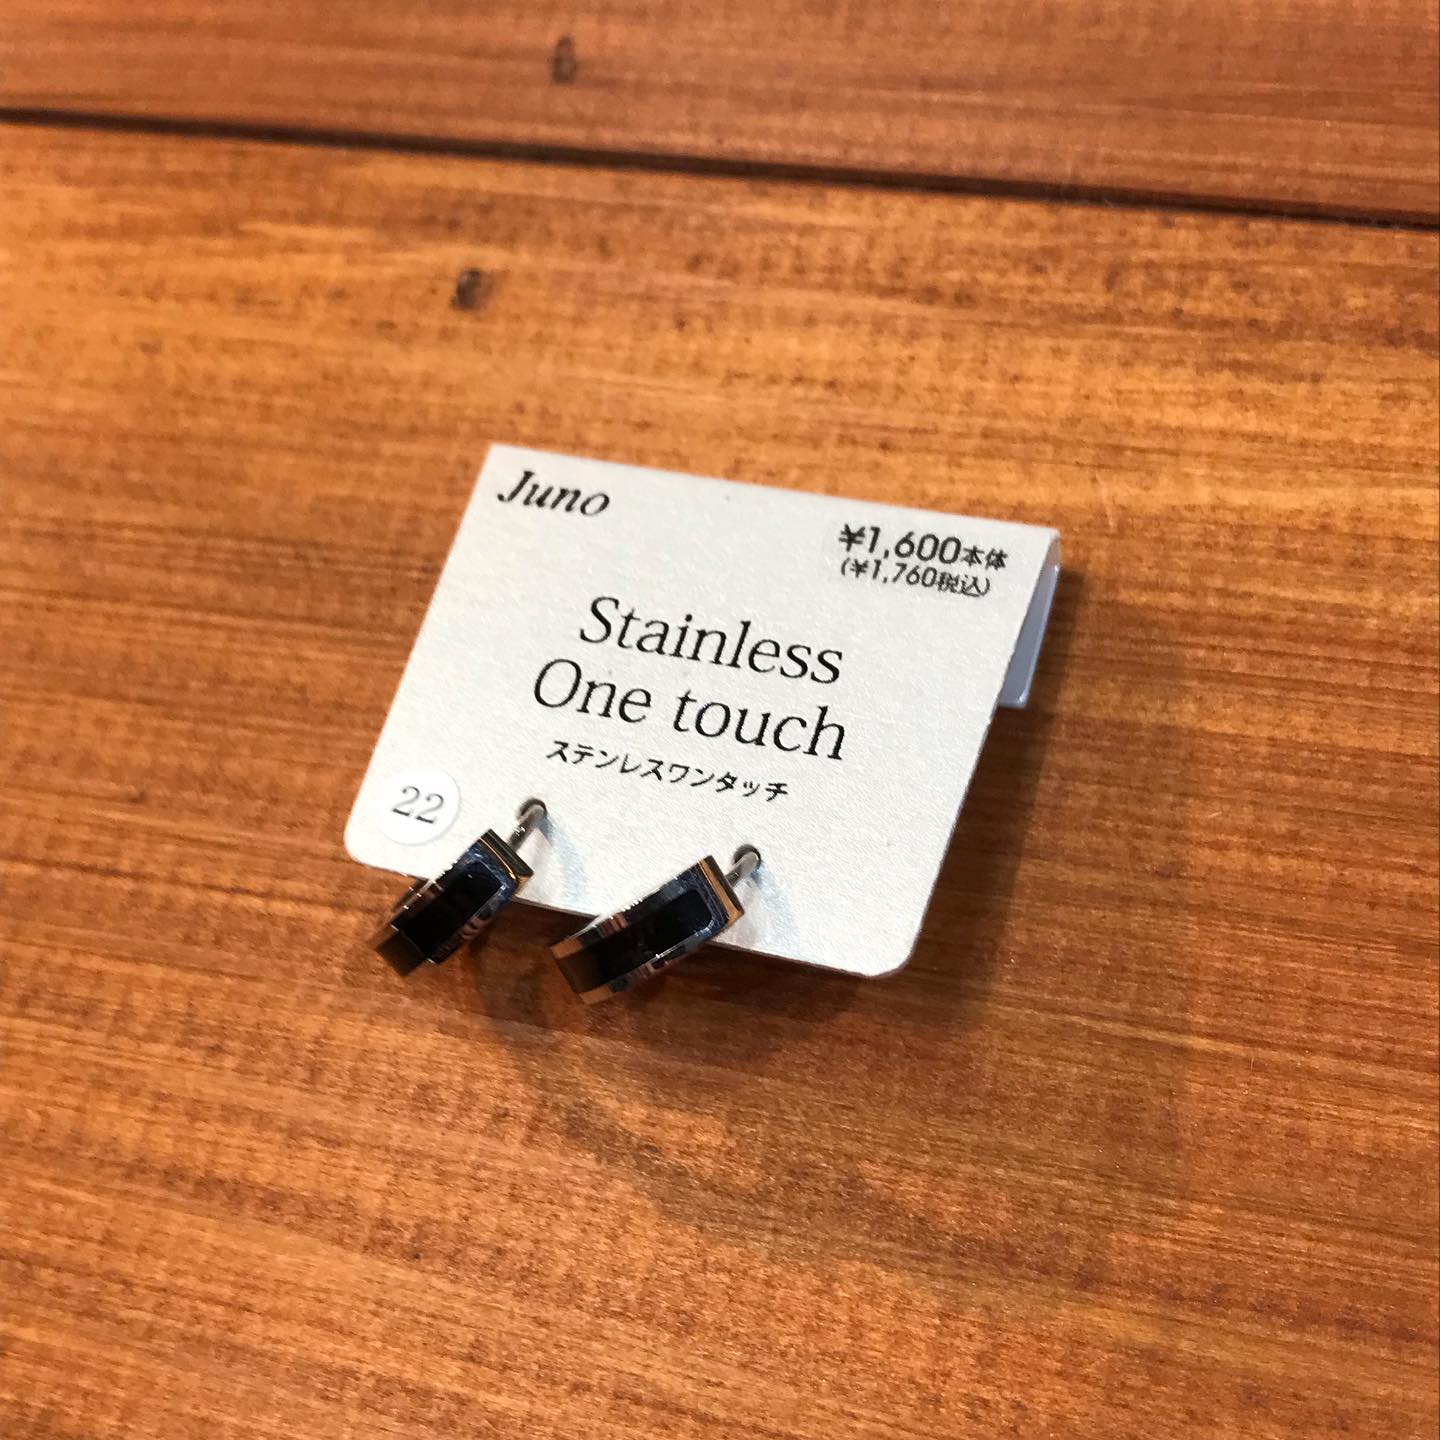 Juno
¥1,600本体
(¥1,760税込)
Stainless
One touch
ステンレスワンタッチ
22